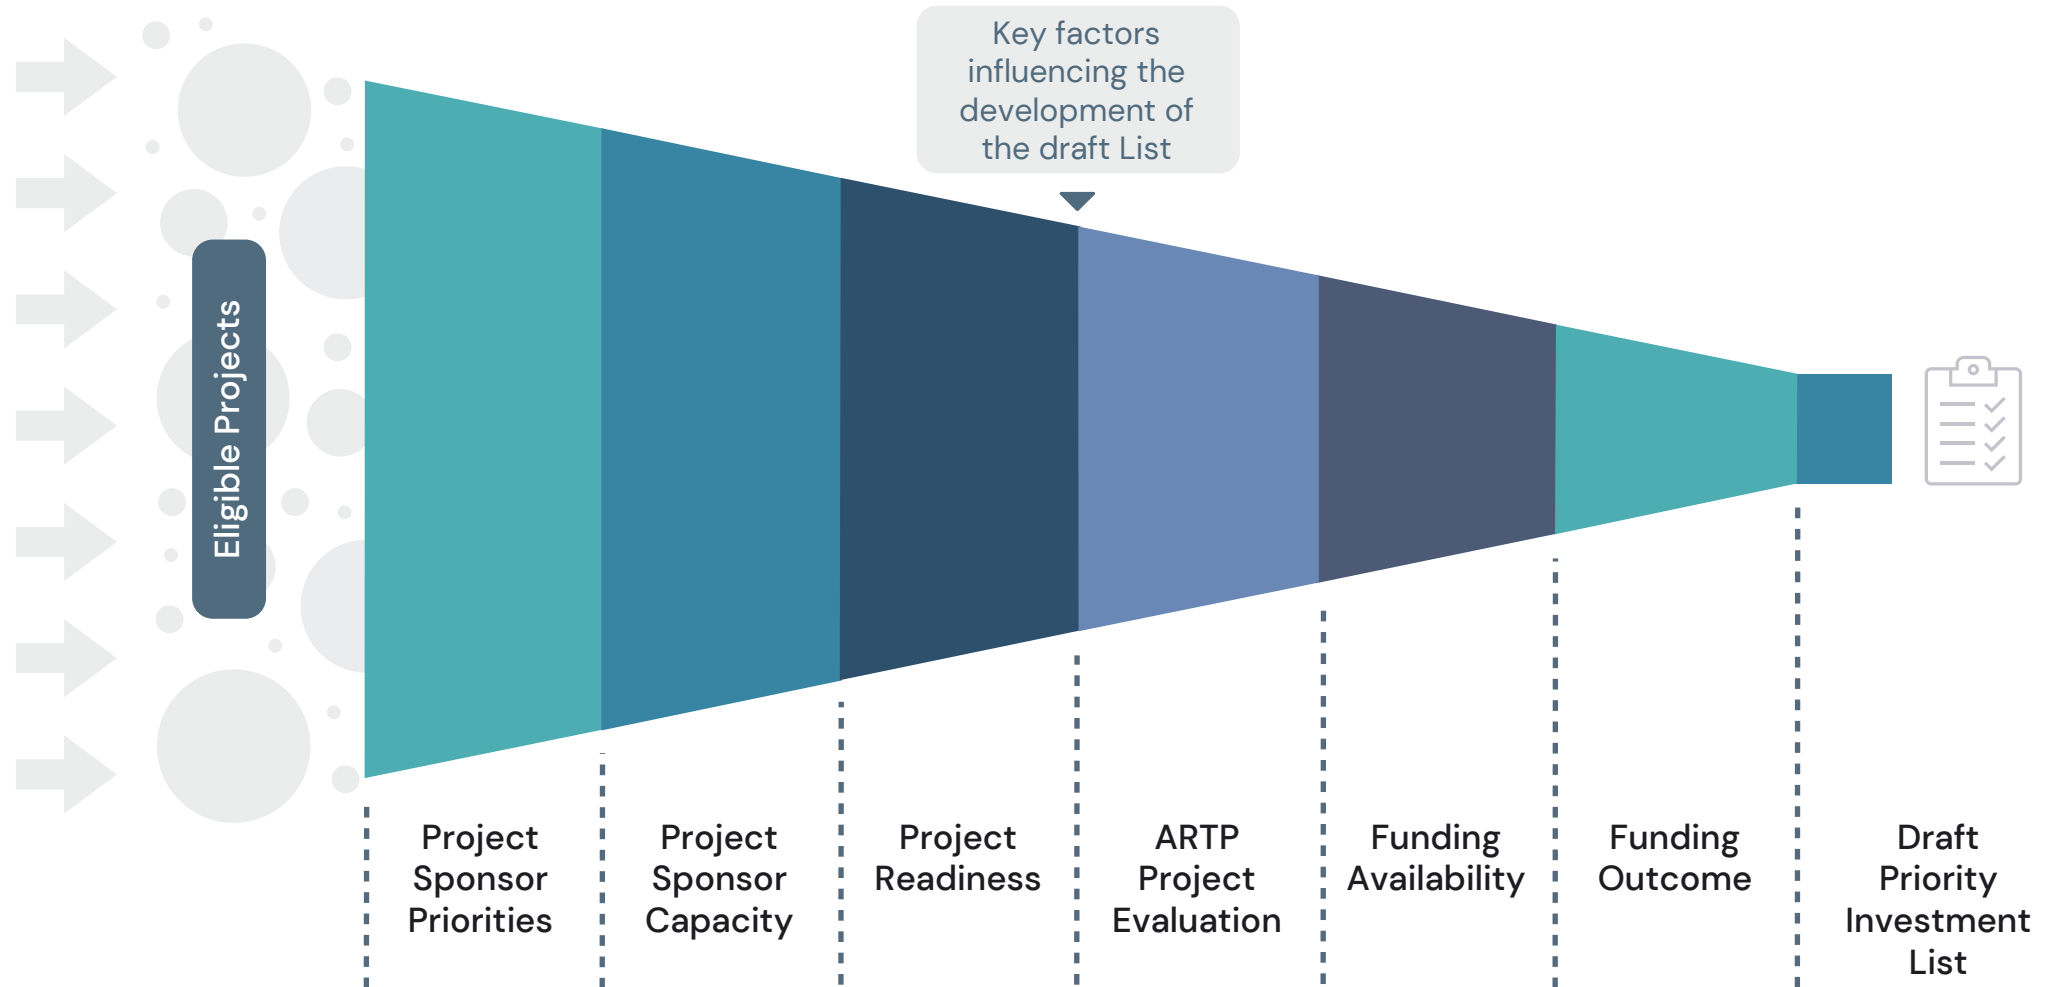 Key factors
influencing the
development of
the draft List
Eligible Projects
Project
Sponsor
Priorities
Project
Sponsor
Capacity
Project
Readiness
ARTP
Project
Evaluation
Funding
Availability
Funding
Outcome
Draft
Priority
Investment
List